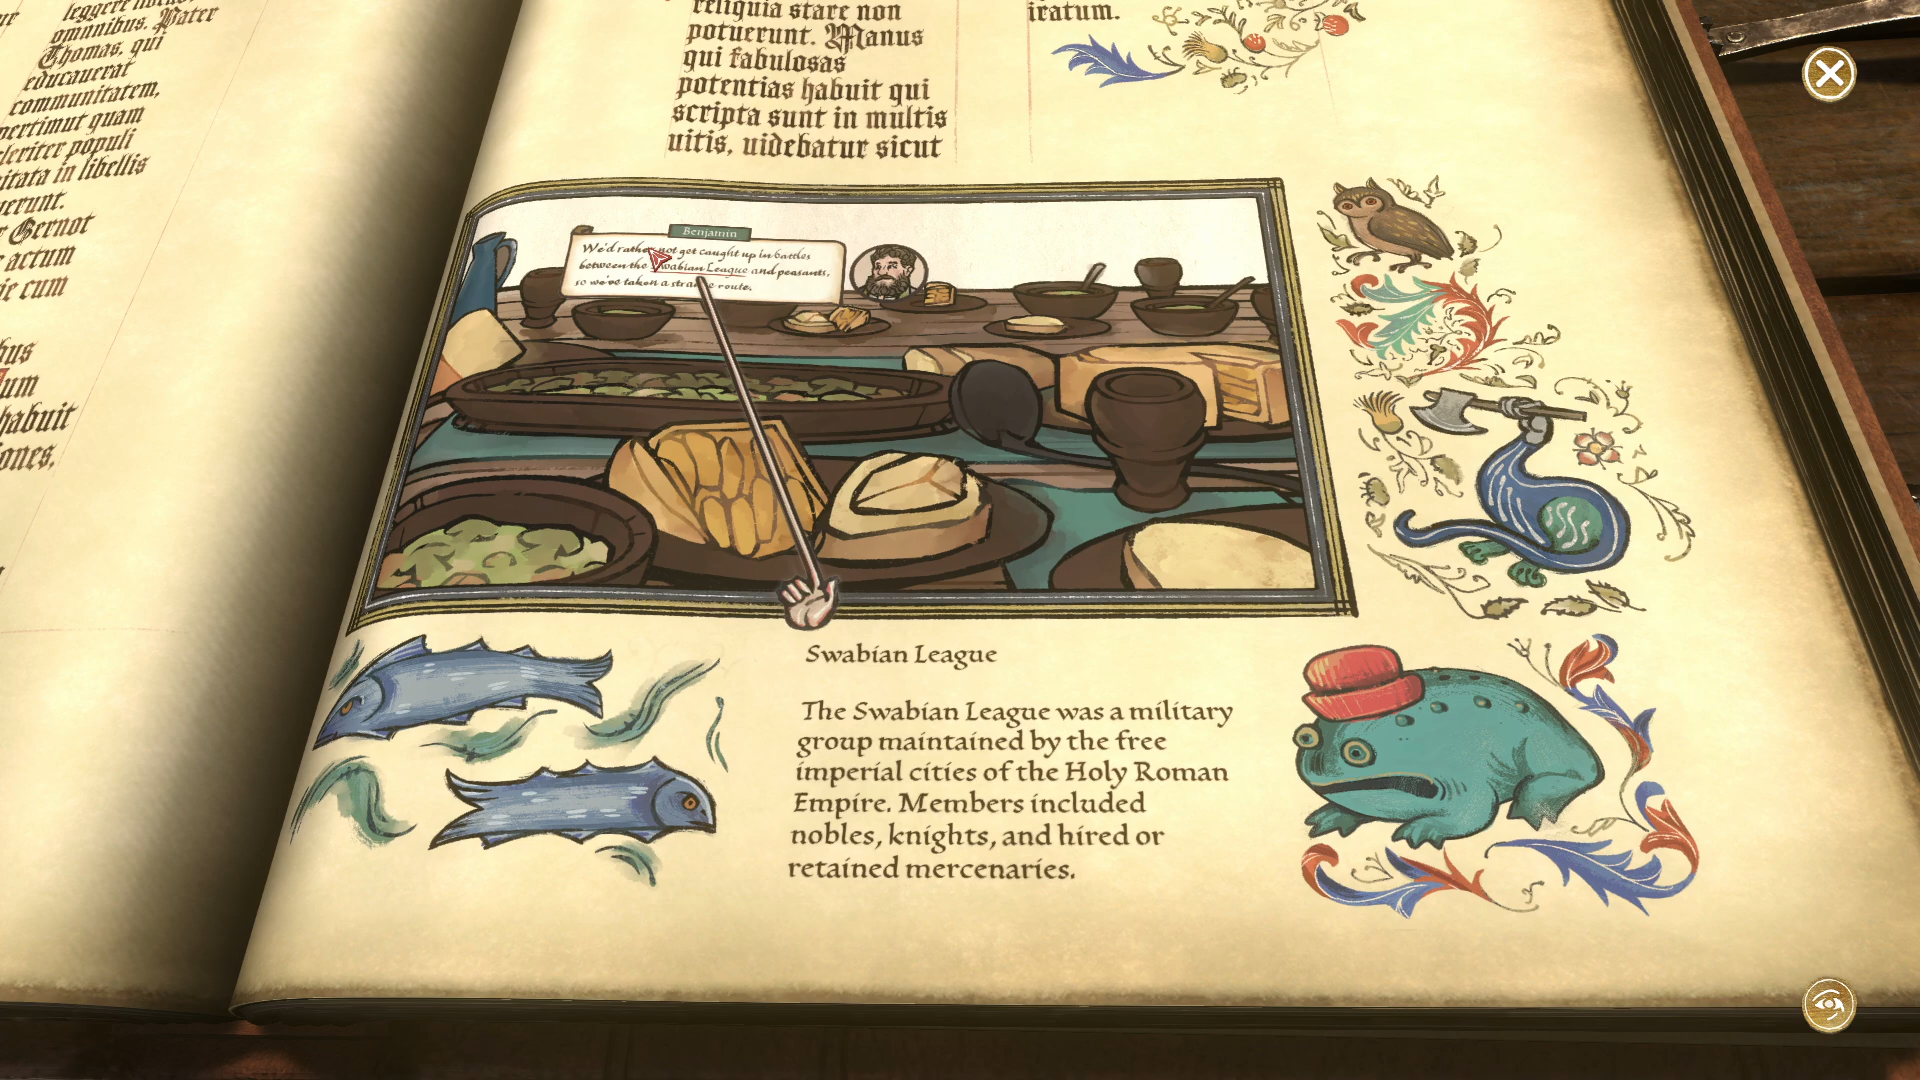 leggere
omnibus. Pater
Thomas, qui
educauerat
communitatem,
pertimut quam
celeriter populi
libellis
Gernot
actum
cum
habuit
reliquia stare non
potuerunt. Manus
qui fabulosas
potentias habuit qui
scripta sunt in multis
uitis, uidebatur sicut
iratum.
Benjamin
We'd rather not get caught up in battles
between the Swabian League and peasants,
so we've taken a strange route.
Swabian League
The Swabian League was a military
group maintained by the free
imperial cities of the Holy Roman
Empire. Members included
nobles, knights, and hired or
retained mercenaries.